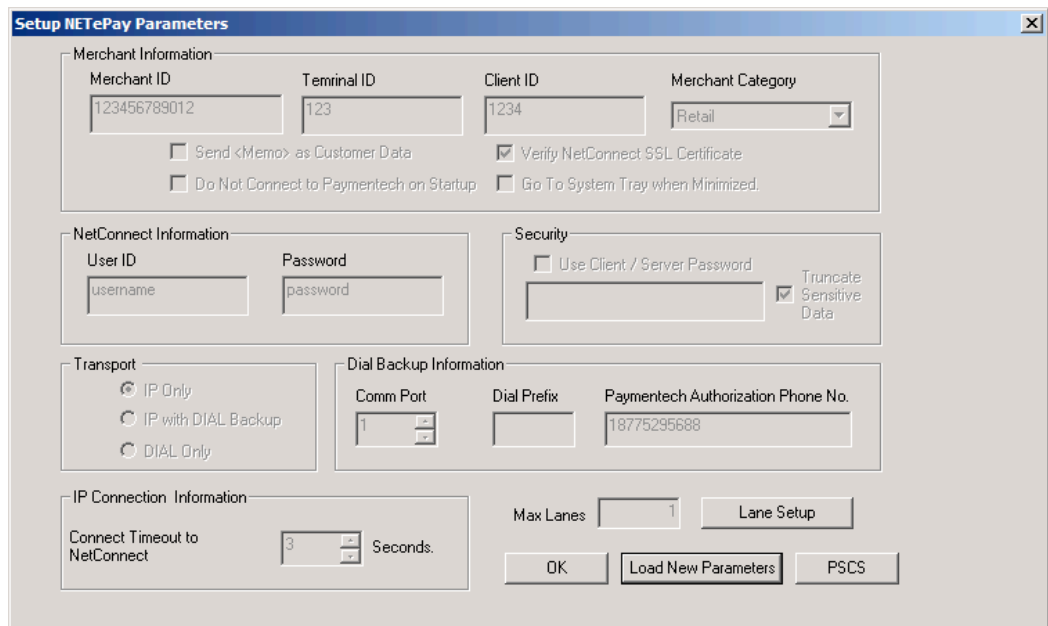 Setup NETePay Parameters
Merchant Information
Merchant ID Temrinal ID Client ID Merchant Category
123456789012 123 1234 Retail
Send <Memo> as Customer Data Verify NetConnect SSL Certificate
Do Not Connect to Paymentech on Startup Go To System Tray when Minimized.
NetConnect Information
User ID Password
username password
Security
Use Client / Server Password
Truncate
Sensitive
Data
Transport
IP Only
IP with DIAL Backup
DIAL Only
Dial Backup Information
Comm Port Dial Prefix Paymentech Authorization Phone No.
1 18775295688
IP Connection Information
Connect Timeout to
NetConnect
3 Seconds.
Max Lanes 1 Lane Setup
OK Load New Parameters PSCS